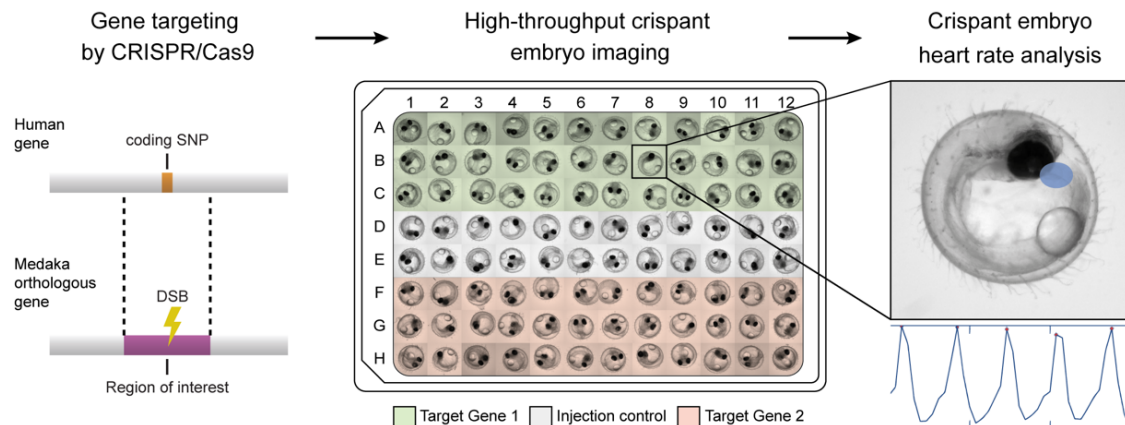 Gene targeting
by CRISPR/Cas9
High-throughput crispant
embryo imaging
Crispant embryo
heart rate analysis
Human
gene
coding SNP
Medaka
orthologous
gene
DSB
Region of interest
1 2 3 4 5 6 7 8 9 10 11 12
A
B
C
D
E
F
G
H
Target Gene 1
Injection control
Target Gene 2